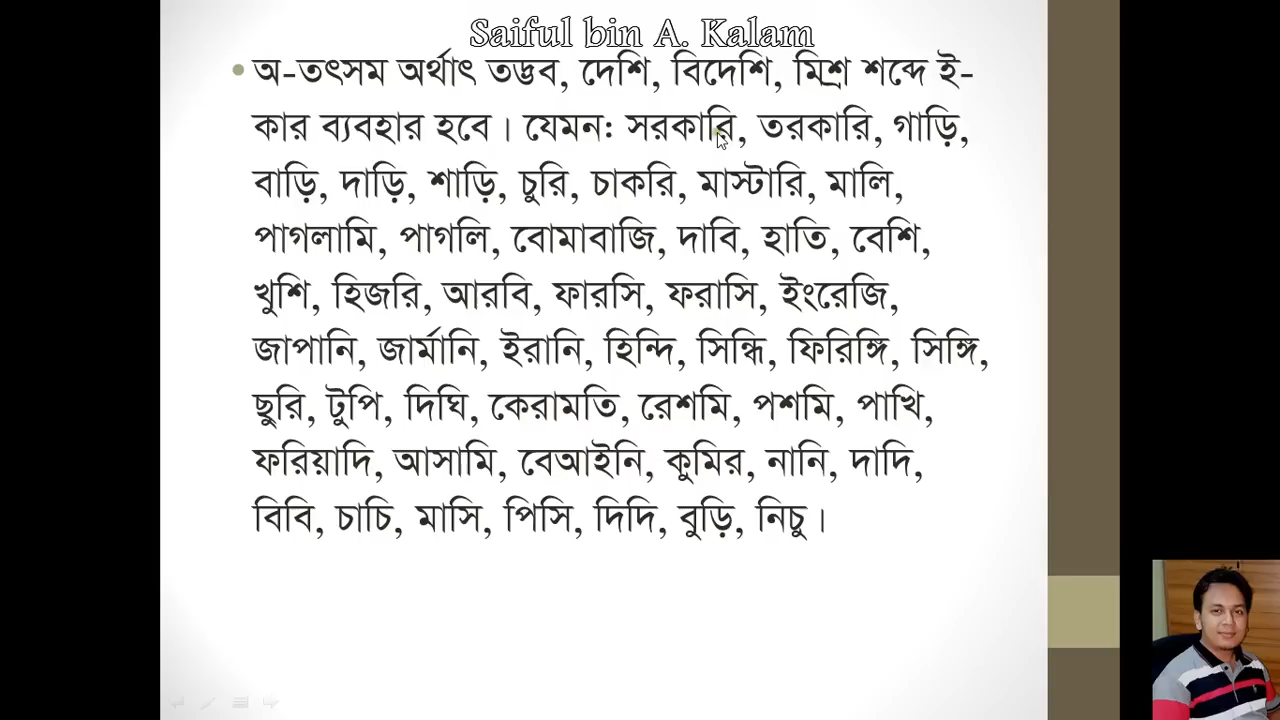 Saiful bin A. Kalam
• অ-তৎসম অর্থাৎ তদ্ভব, দেশি, বিদেশি, মিশ্র শব্দে ই-
কার ব্যবহার হবে। যেমন: সরকারি, তরকারি, গাড়ি,
বাড়ি, দাড়ি, শাড়ি, চুরি, চাকরি, মাস্টারি, মালি,
পাগলামি, পাগলি, বোমাবাজি, দাবি, হাতি, বেশি,
খুশি, হিজরি, আরবি, ফারসি, ফরাসি, ইংরেজি,
জাপানি, জার্মানি, ইরানি, হিন্দি, সিন্ধি, ফিরিঙ্গি, সিঙ্গি,
ছুরি, টুপি, দিঘি, কেরামতি, রেশমি, পশমি, পাখি,
ফরিয়াদি, আসামি, বেআইনি, কুমির, নানি, দাদি,
বিবি, চাচি, মাসি, পিসি, দিদি, বুড়ি, নিচু।